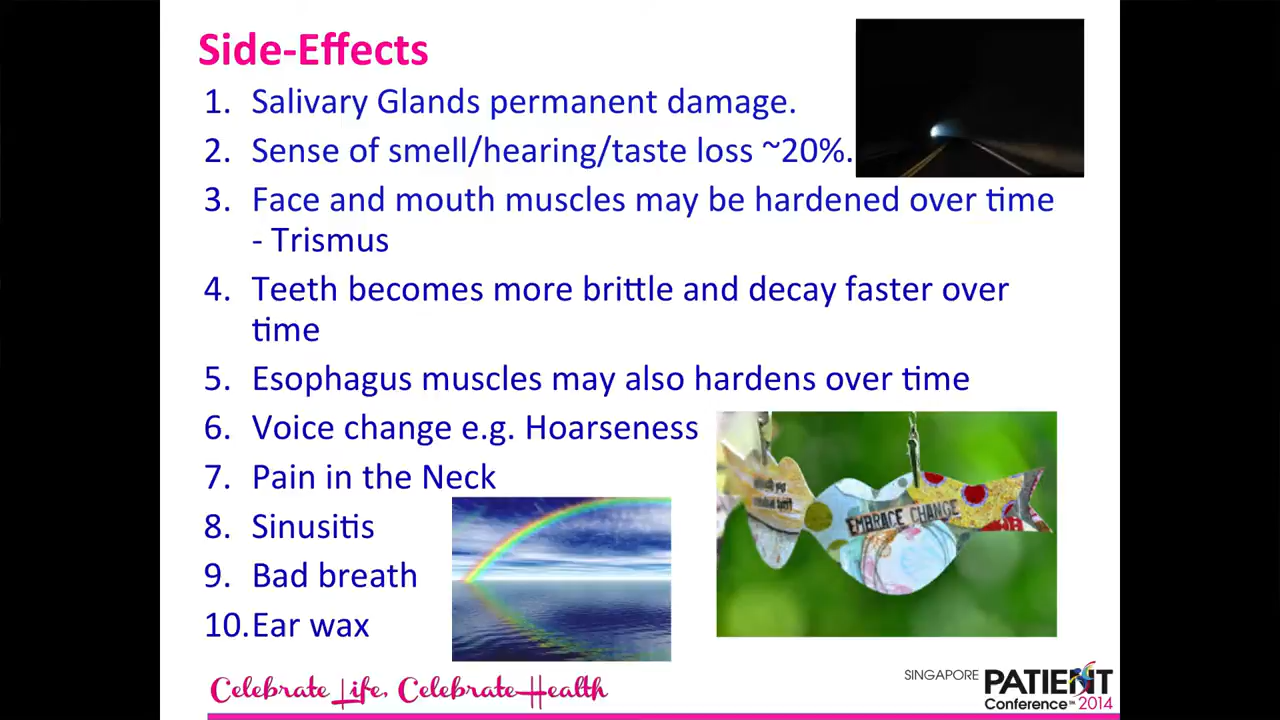 Side-Effects
1. Salivary Glands permanent damage.
2. Sense of smell/hearing/taste loss ~20%.
3. Face and mouth muscles may be hardened over time
- Trismus
4. Teeth becomes more brittle and decay faster over
time
5. Esophagus muscles may also hardens over time
6. Voice change e.g. Hoarseness
7. Pain in the Neck
8. Sinusitis
9. Bad breath
10. Ear wax
EMBRACE CHANGE
Celebrate Life, Celebrate Health
SINGAPORE PATIENT
Conference™ 2014